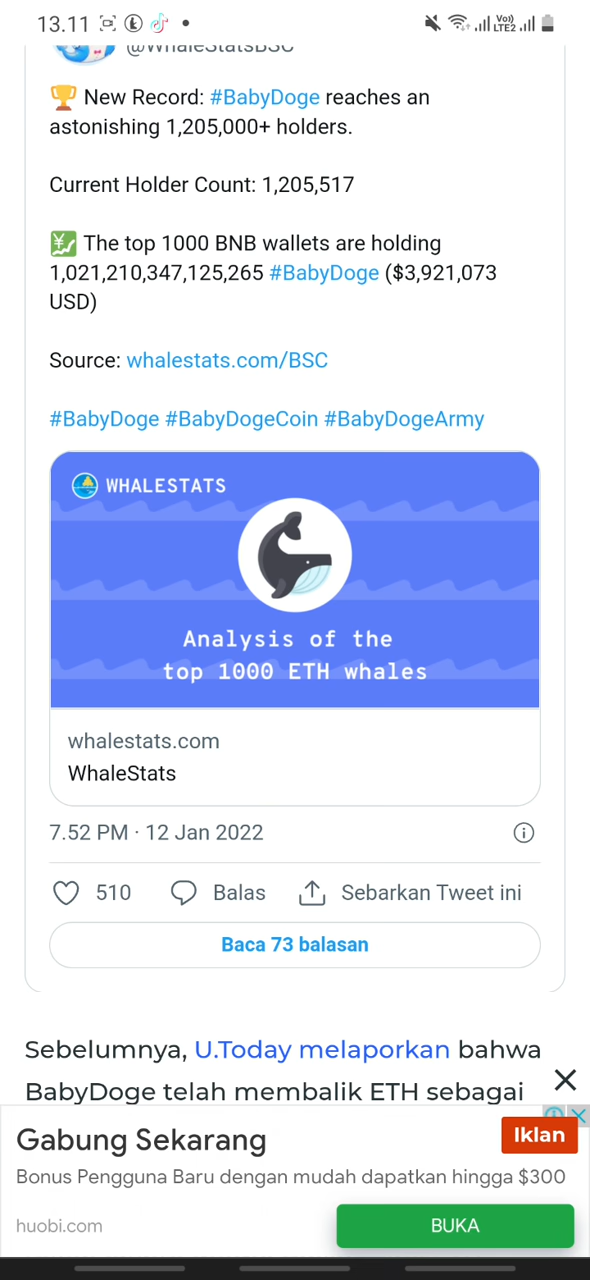 13.11
Vo))
LTE2
@WhaleStatsBSC
🏆 New Record: #BabyDoge reaches an
astonishing 1,205,000+ holders.
Current Holder Count: 1,205,517
💹 The top 1000 BNB wallets are holding
1,021,210,347,125,265 #BabyDoge ($3,921,073
USD)
Source: whalestats.com/BSC
#BabyDoge #BabyDogeCoin #BabyDogeArmy
WHALESTATS
Analysis of the
top 1000 ETH whales
whalestats.com
WhaleStats
7.52 PM · 12 Jan 2022
510 Balas Sebarkan Tweet ini
Baca 73 balasan
Sebelumnya, U.Today melaporkan bahwa
BabyDoge telah membalik ETH sebagai
Gabung Sekarang
Iklan
Bonus Pengguna Baru dengan mudah dapatkan hingga $300
huobi.com
BUKA